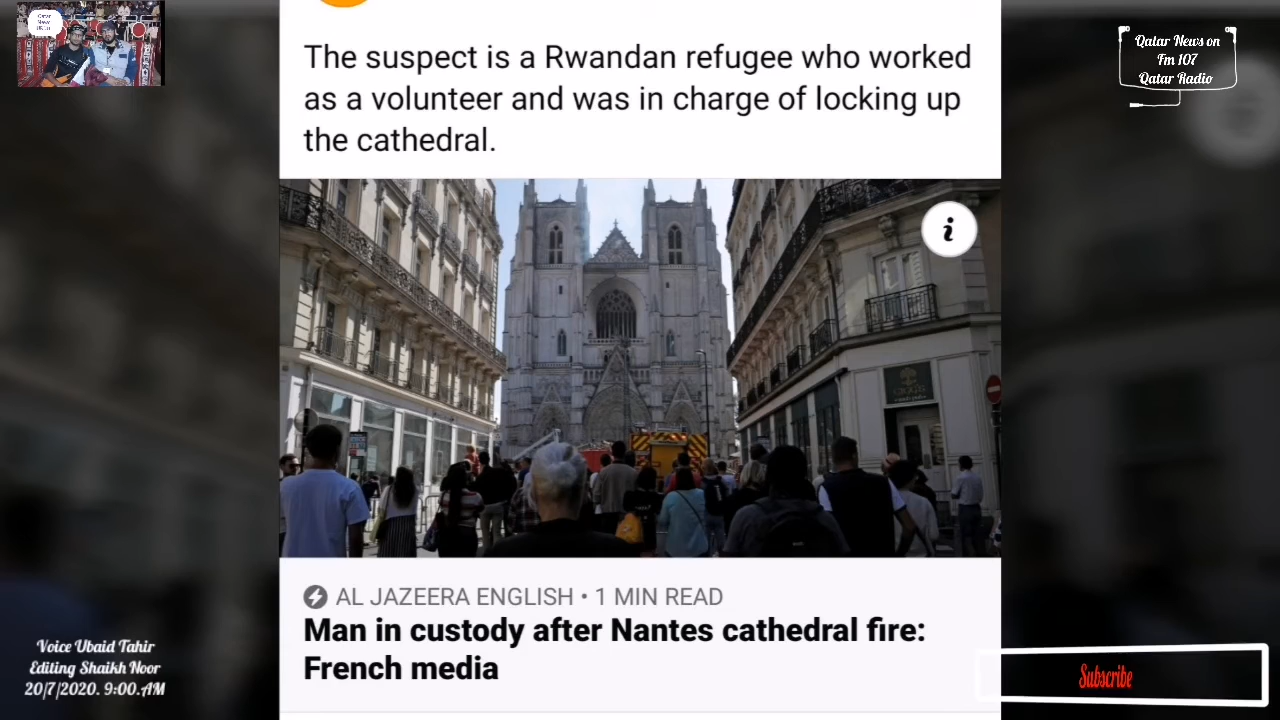 Qatar
News
Qatar News on
Fm 107
Qatar Radio
The suspect is a Rwandan refugee who worked
as a volunteer and was in charge of locking up
the cathedral.
i
AL JAZEERA ENGLISH • 1 MIN READ
Man in custody after Nantes cathedral fire:
French media
Voice Ubaid Tahir
Editing Shaikh Noor
20/7/2020. 9:00.AM
Subscribe